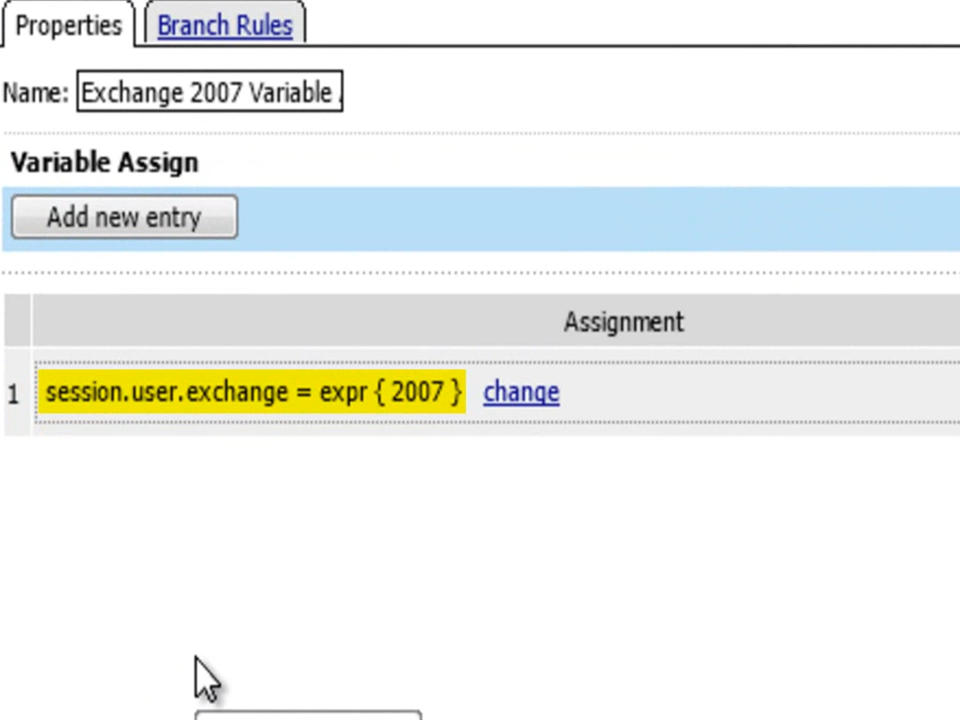 Properties Branch Rules
Name: Exchange 2007 Variable
Variable Assign
Add new entry
Assignment
1 session.user.exchange = expr { 2007 } change